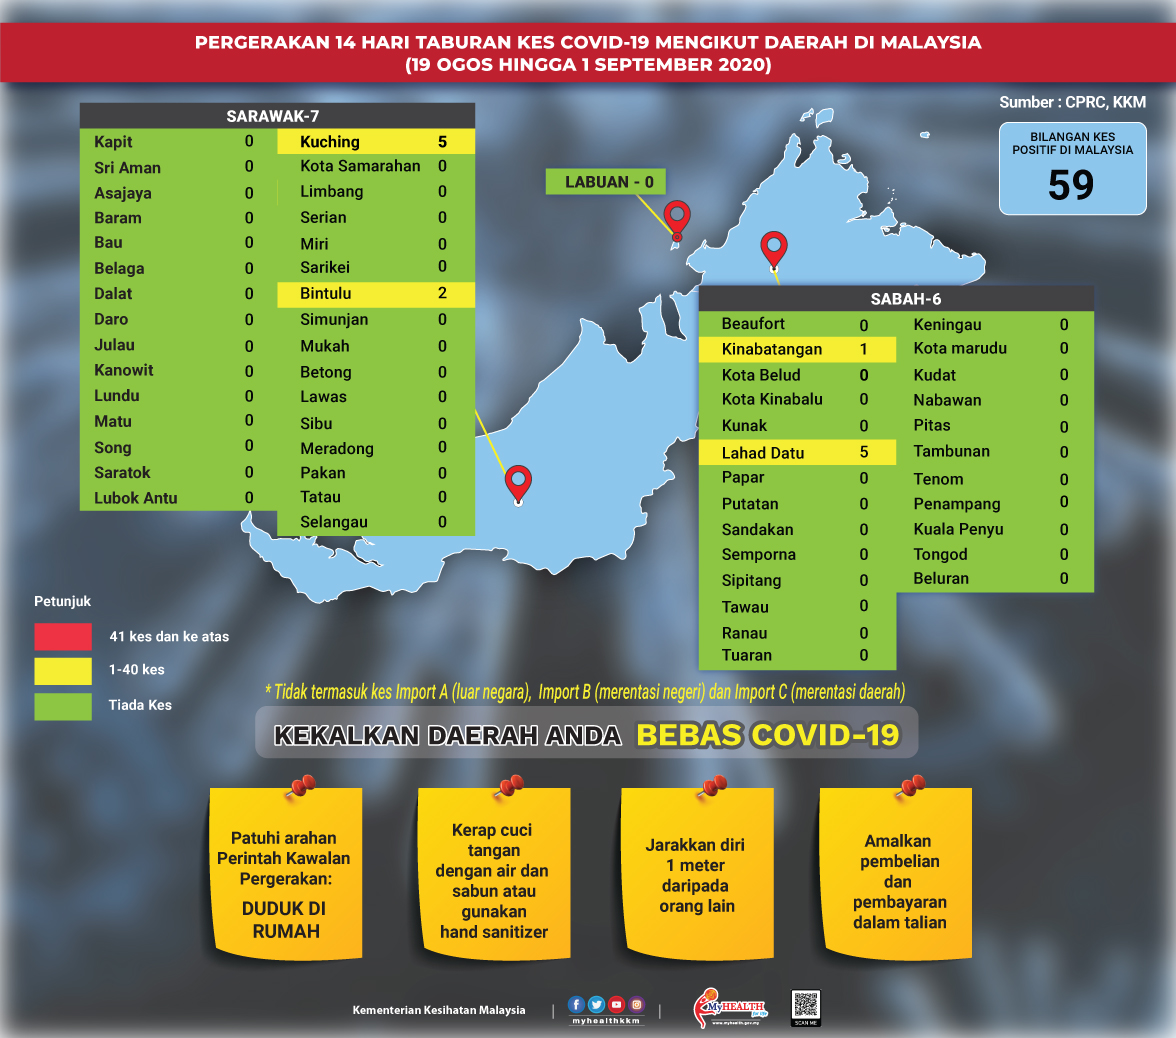 PERGERAKAN 14 HARI TABURAN KES COVID-19 MENGIKUT DAERAH DI MALAYSIA
(19 OGOS HINGGA 1 SEPTEMBER 2020)
Sumber : CPRC, KKM
BILANGAN KES
POSITIF DI MALAYSIA
59
SARAWAK-7
Kapit 0
Sri Aman 0
Asajaya 0
Baram 0
Bau 0
Belaga 0
Dalat 0
Daro 0
Julau 0
Kanowit 0
Lundu 0
Matu 0
Song 0
Saratok 0
Lubok Antu 0
Kuching 5
Kota Samarahan 0
Limbang 0
Serian 0
Miri 0
Sarikei 0
Bintulu 2
Simunjan 0
Mukah 0
Betong 0
Lawas 0
Sibu 0
Meradong 0
Pakan 0
Tatau 0
Selangau 0
LABUAN - 0
SABAH-6
Beaufort 0
Kinabatangan 1
Kota Belud 0
Kota Kinabalu 0
Kunak 0
Lahad Datu 5
Papar 0
Putatan 0
Sandakan 0
Semporna 0
Sipitang 0
Tawau 0
Ranau 0
Tuaran 0
Keningau 0
Kota marudu 0
Kudat 0
Nabawan 0
Pitas 0
Tambunan 0
Tenom 0
Penampang 0
Kuala Penyu 0
Tongod 0
Beluran 0
Petunjuk
41 kes dan ke atas
1-40 kes
Tiada Kes
* Tidak termasuk kes Import A (luar negara), Import B (merentasi negeri) dan Import C (merentasi daerah)
KEKALKAN DAERAH ANDA BEBAS COVID-19
Patuhi arahan
Perintah Kawalan
Pergerakan:
DUDUK DI
RUMAH
Kerap cuci
tangan
dengan air dan
sabun atau
gunakan
hand sanitizer
Jarakkan diri
1 meter
daripada
orang lain
Amalkan
pembelian
dan
pembayaran
dalam talian
Kementerian Kesihatan Malaysia
myhealthkkm
MyHEALTH
for life
www.myhealth.gov.my
SCAN ME